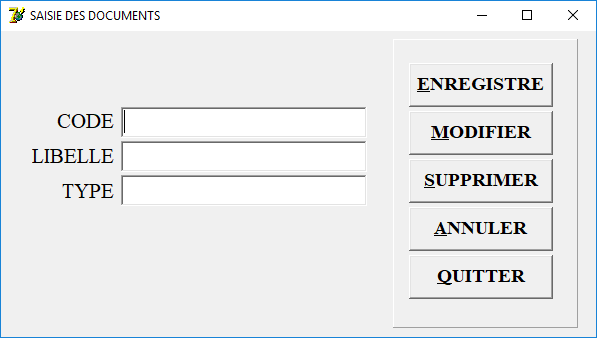 SAISIE DES DOCUMENTS
CODE
LIBELLE
TYPE
ENREGISTRE
MODIFIER
SUPPRIMER
ANNULER
QUITTER